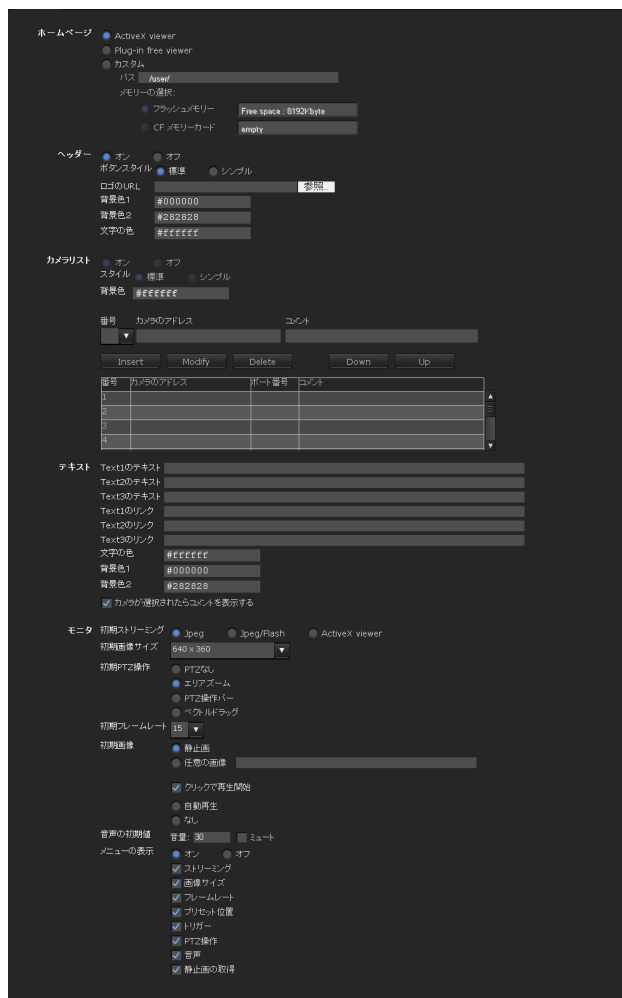 ホームページ ActiveX viewer
Plug-in free viewer
カスタム
パス /user/
メモリーの選択:
フラッシュメモリー Free space : 8192Kbyte
CF メモリーカード empty
ヘッダー オン オフ
ボタンスタイル 標準 シンプル
ロゴのURL 参照...
背景色1 #000000
背景色2 #282828
文字の色 #ffffff
カメラリスト オン オフ
スタイル 標準 シンプル
背景色 #ffffff
番号 カメラのアドレス コメント
Insert Modify Delete Down Up
番号 カメラのアドレス ポート番号 コメント
1
2
3
4
テキスト Text1のテキスト
Text2のテキスト
Text3のテキスト
Text1のリンク
Text2のリンク
Text3のリンク
文字の色 #ffffff
背景色1 #000000
背景色2 #282828
カメラが選択されたらコメントを表示する
モニタ 初期ストリーミング Jpeg Jpeg/Flash ActiveX viewer
初期画像サイズ 640 x 360
初期PTZ操作 PTZなし
エリアズーム
PTZ操作バー
ベクトルドラッグ
初期フレームレート 15
初期画像 静止画
任意の画像
クリックで再生開始
自動再生
なし
音声の初期値 音量: 30 ミュート
メニューの表示 オン オフ
ストリーミング
画像サイズ
フレームレート
プリセット位置
トリガー
PTZ操作
音声
静止画の取得